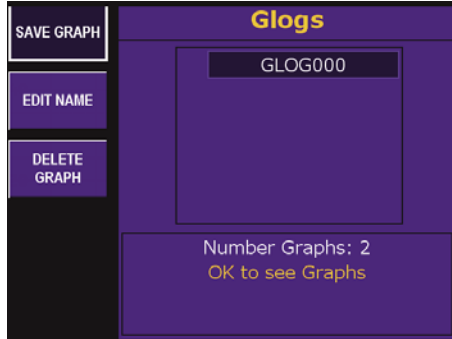 SAVE GRAPH
EDIT NAME
DELETE
GRAPH
Glogs
GLOG000
Number Graphs: 2
OK to see Graphs